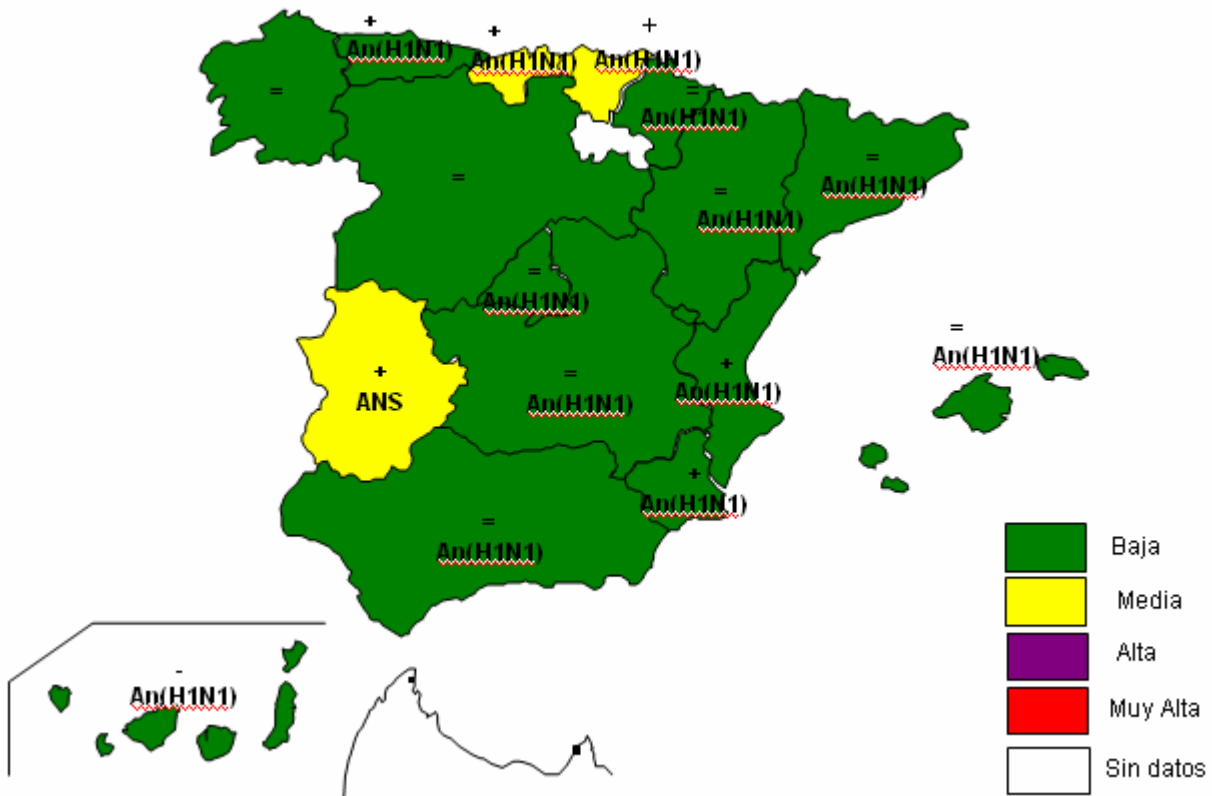 +
An(H1N1)
+
An(H1N1)
+
An(H1N1)
=
=
An(H1N1)
=
An(H1N1)
=
=
An(H1N1)
=
An(H1N1)
=
An(H1N1)
+
ANS
=
An(H1N1)
+
An(H1N1)
+
An(H1N1)
=
An(H1N1)
-
An(H1N1)
Baja
Media
Alta
Muy Alta
Sin datos